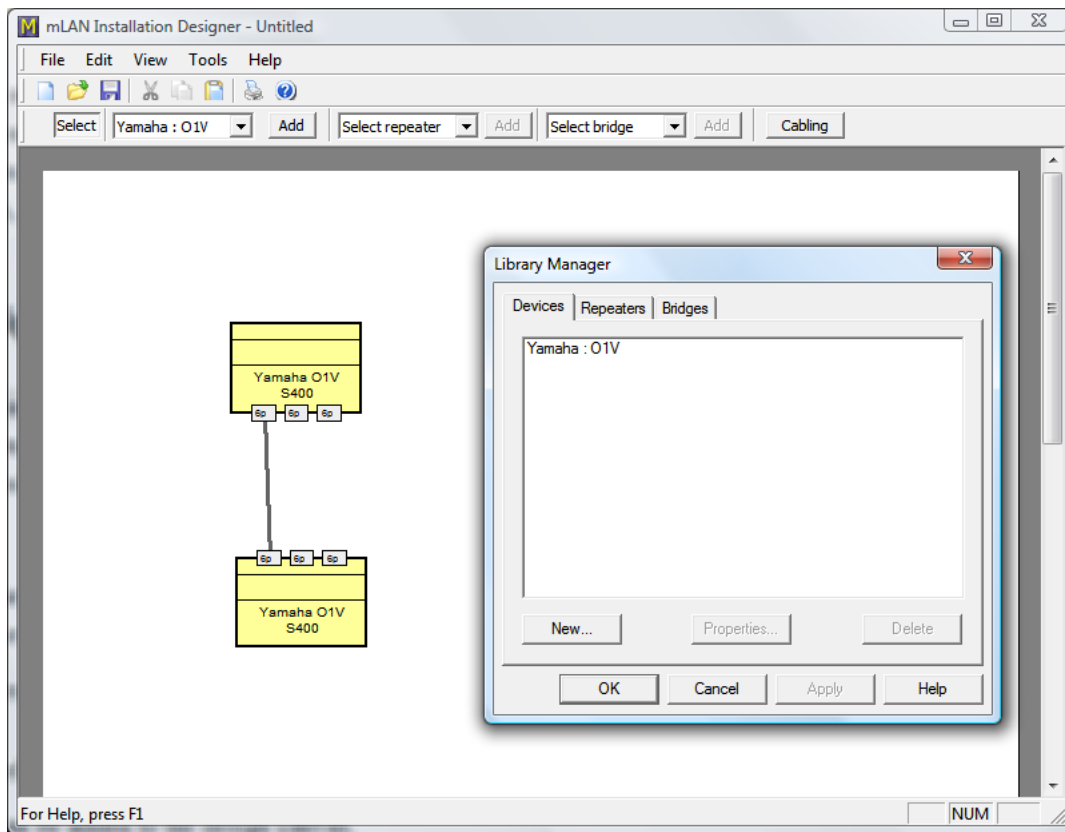 mLAN Installation Designer - Untitled
File Edit View Tools Help
Select Yamaha : O1V Add Select repeater Add Select bridge Add Cabling
Yamaha O1V
S400
6p 6p 6p
6p 6p 6p
Yamaha O1V
S400
Library Manager
Devices Repeaters Bridges
Yamaha : O1V
New... Properties... Delete
OK Cancel Apply Help
For Help, press F1
NUM